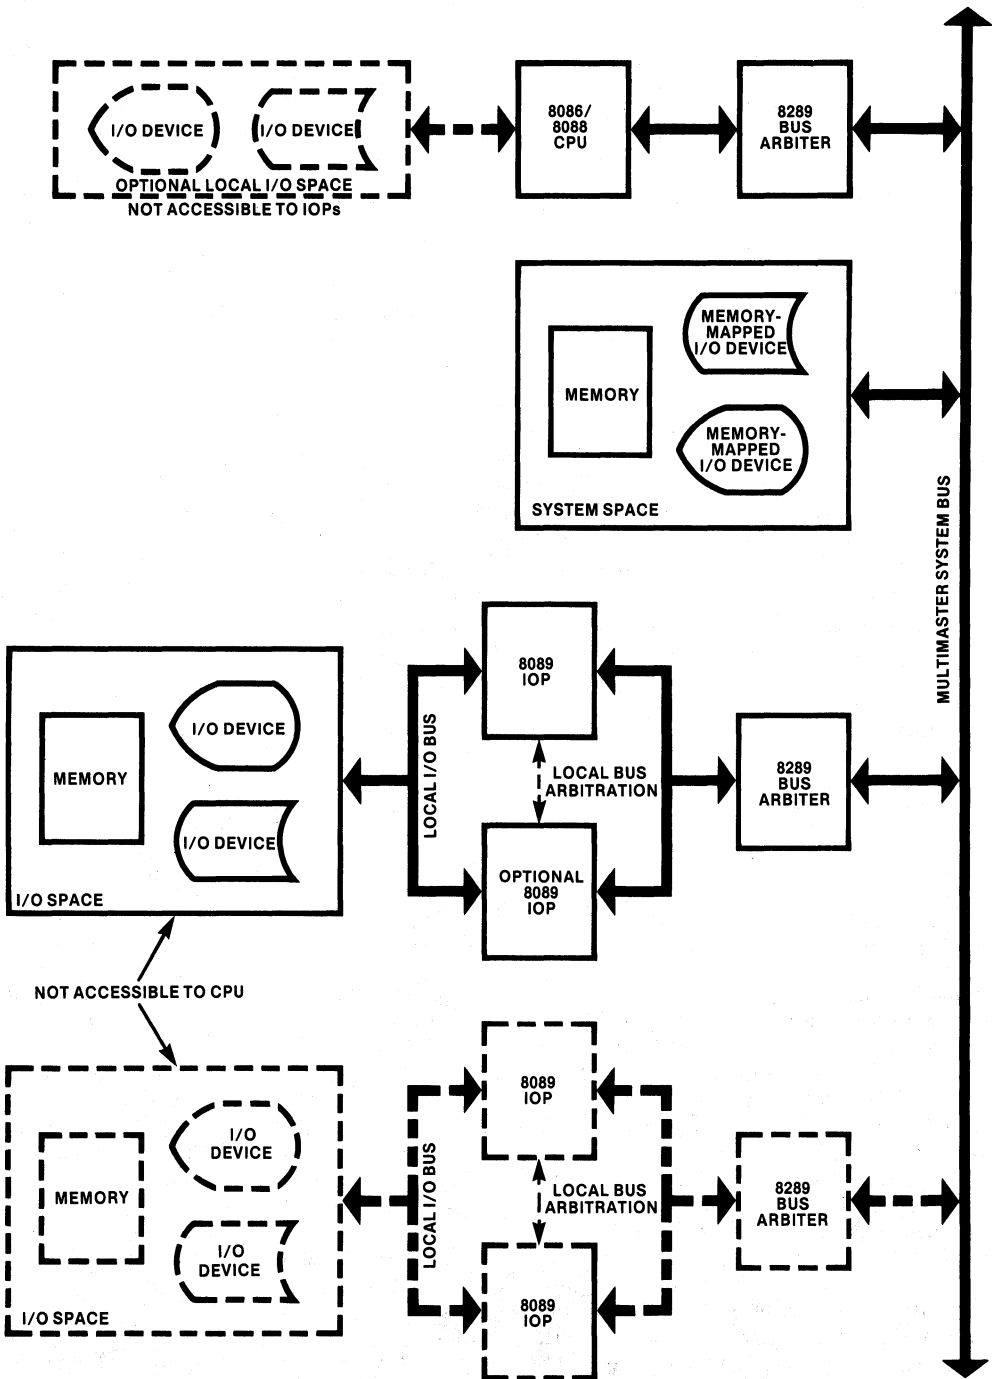 I/O DEVICE
I/O DEVICE
OPTIONAL LOCAL I/O SPACE
NOT ACCESSIBLE TO IOPs
8086/
8088
CPU
8289
BUS
ARBITER
MEMORY
MEMORY-
MAPPED
I/O DEVICE
MEMORY-
MAPPED
I/O DEVICE
SYSTEM SPACE
MULTIMASTER SYSTEM BUS
MEMORY
I/O DEVICE
I/O DEVICE
I/O SPACE
LOCAL I/O BUS
8089
IOP
LOCAL BUS
ARBITRATION
OPTIONAL
8089
IOP
8289
BUS
ARBITER
NOT ACCESSIBLE TO CPU
MEMORY
I/O
DEVICE
I/O
DEVICE
I/O SPACE
LOCAL I/O BUS
8089
IOP
LOCAL BUS
ARBITRATION
8089
IOP
8289
BUS
ARBITER